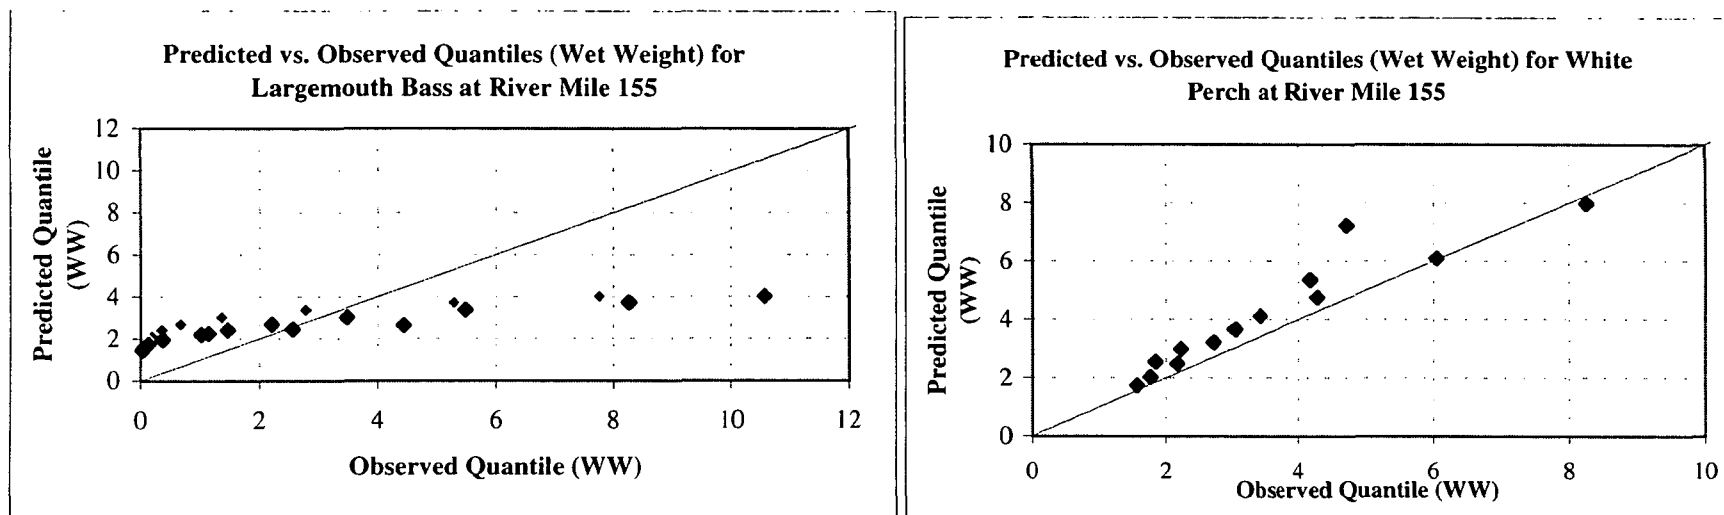 Predicted vs. Observed Quantiles (Wet Weight) for
Largemouth Bass at River Mile 155
Predicted Quantile
(WW)
12
10
8
6
4
2
0
0 2 4 6 8 10 12
Observed Quantile (WW)
Predicted vs. Observed Quantiles (Wet Weight) for White
Perch at River Mile 155
Predicted Quantile
(WW)
10
8
6
4
2
0
0 2 4 6 8 10
Observed Quantile (WW)